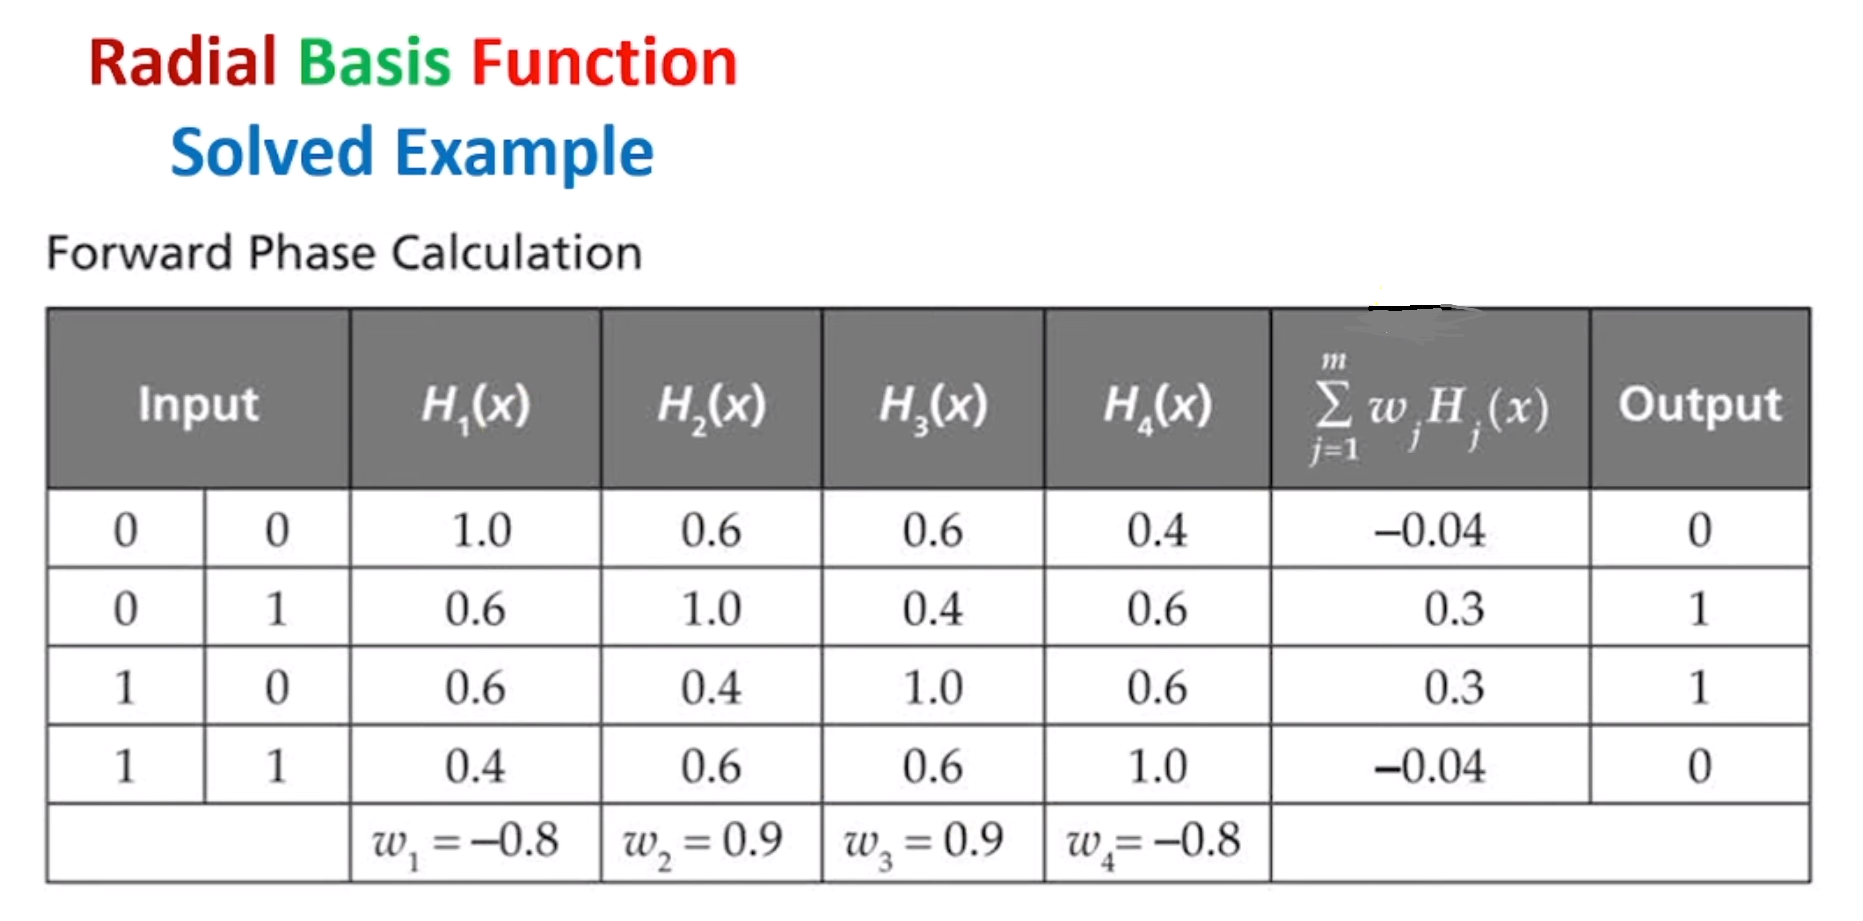 Radial Basis Function
Solved Example
Forward Phase Calculation
Input H₁(x) H₂(x) H₃(x) H₄(x) m∑j=1 wⱼHⱼ(x) Output
0 0 1.0 0.6 0.6 0.4 –0.04 0
0 1 0.6 1.0 0.4 0.6 0.3 1
1 0 0.6 0.4 1.0 0.6 0.3 1
1 1 0.4 0.6 0.6 1.0 –0.04 0
w₁ = –0.8 w₂ = 0.9 w₃ = 0.9 w₄= –0.8